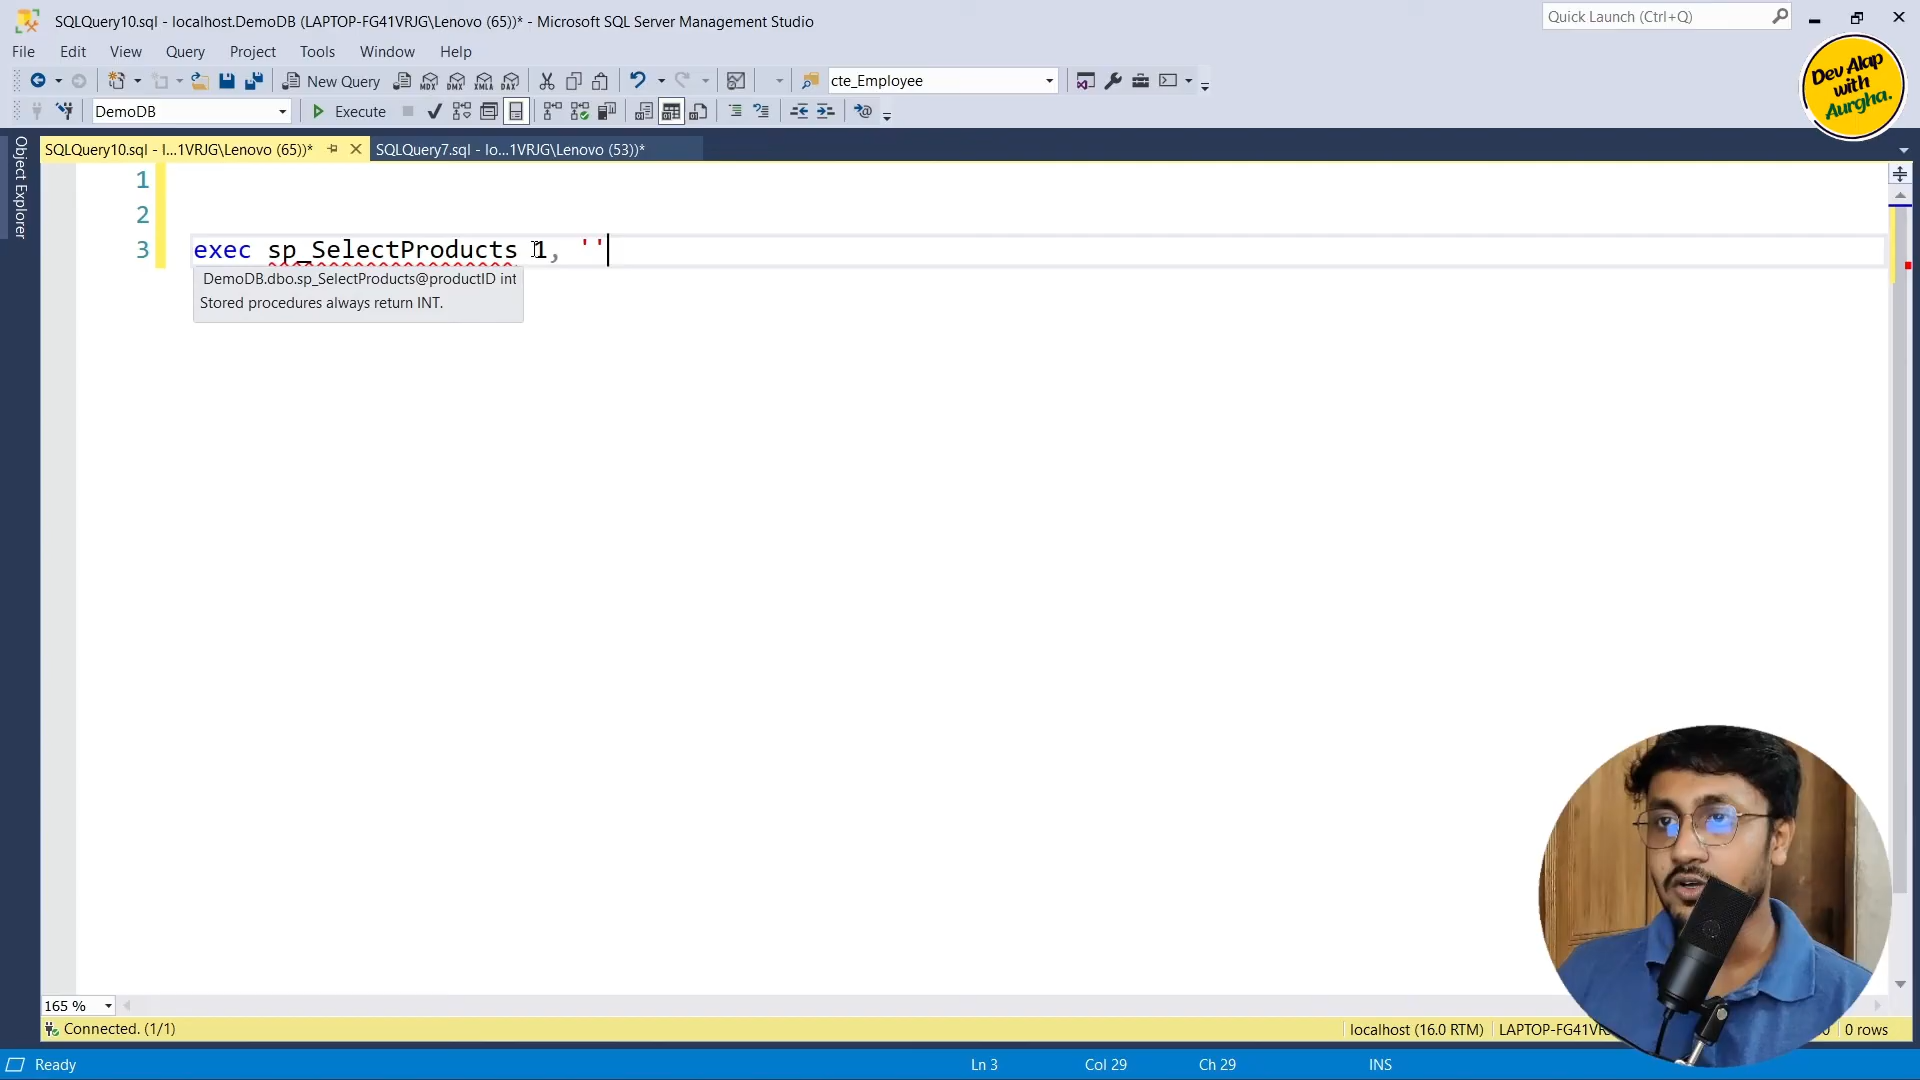 SQLQuery10.sql - localhost.DemoDB (LAPTOP-FG41VRJG\Lenovo (65))* - Microsoft SQL Server Management Studio
Quick Launch (Ctrl+Q)
File Edit View Query Project Tools Window Help
New Query
MDX DMX XMLA DAX
cte_Employee
DemoDB
Execute
Dev Alap
with
Aurgha.
Object Explorer
SQLQuery10.sql - l...1VRJG\Lenovo (65))*
SQLQuery7.sql - lo...1VRJG\Lenovo (53))*
1
2
3 exec sp_SelectProducts 1, ''
DemoDB.dbo.sp_SelectProducts@productID int
Stored procedures always return INT.
165 %
Connected. (1/1)
localhost (16.0 RTM)
0 rows
Ready
Ln 3
Col 29
Ch 29
INS